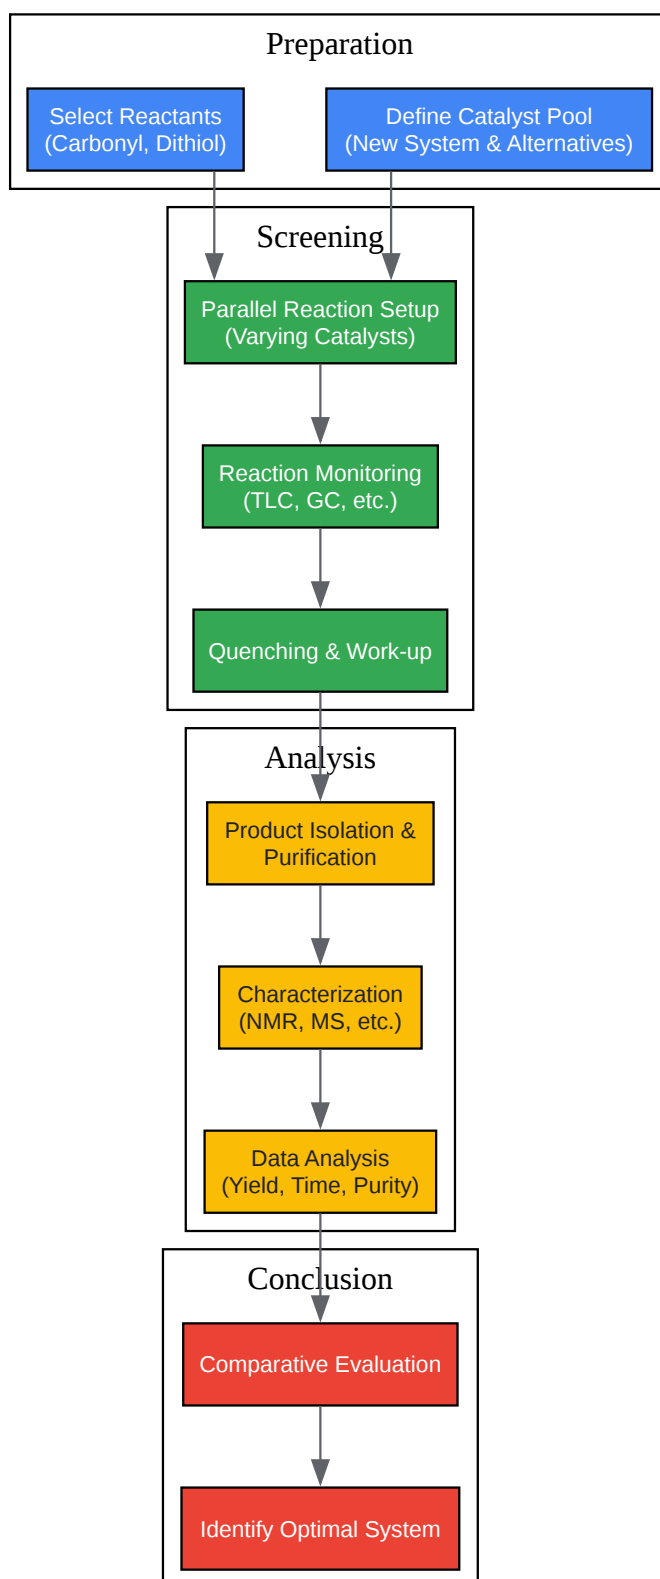 Preparation
Select Reactants
(Carbonyl, Dithiol)
Define Catalyst Pool
(New System & Alternatives)
Screening
Parallel Reaction Setup
(Varying Catalysts)
Reaction Monitoring
(TLC, GC, etc.)
Quenching & Work-up
Analysis
Product Isolation &
Purification
Characterization
(NMR, MS, etc.)
Data Analysis
(Yield, Time, Purity)
Conclusion
Comparative Evaluation
Identify Optimal System